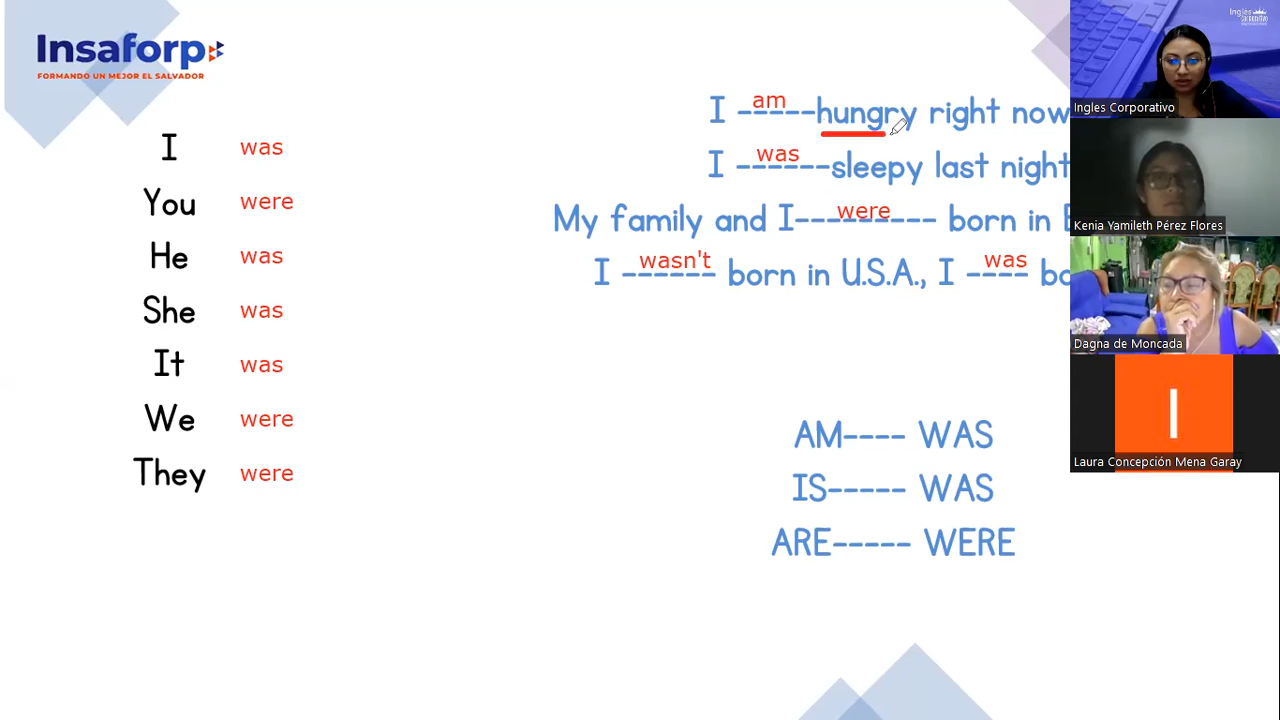 Insaforp
FORMANDO UN MEJOR EL SALVADOR
I was
You were
He was
She was
It was
We were
They were
I --am---hungry right now
I ---was---sleepy last night
My family and I----were----- born in
I --wasn't---- born in U.S.A., I -was--
AM---- WAS
IS----- WAS
ARE----- WERE
Ingles Corporativo
Kenia Yamileth Pérez Flores
Dagna de Moncada
I
Laura Concepción Mena Garay